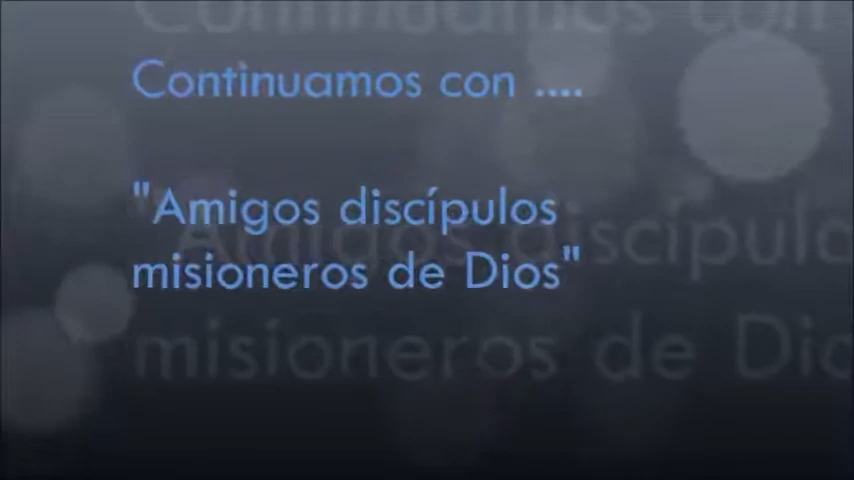 Continuamos con ....
"Amigos discípulos
misioneros de Dios"